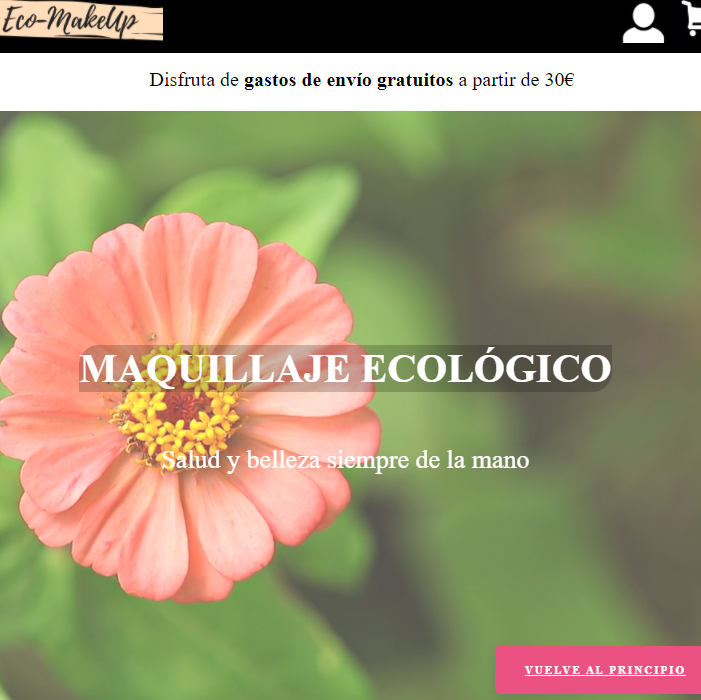 Eco-MakeUp
Disfruta de gastos de envío gratuitos a partir de 30€
MAQUILLAJE ECOLÓGICO
Salud y belleza siempre de la mano
VUELVE AL PRINCIPIO